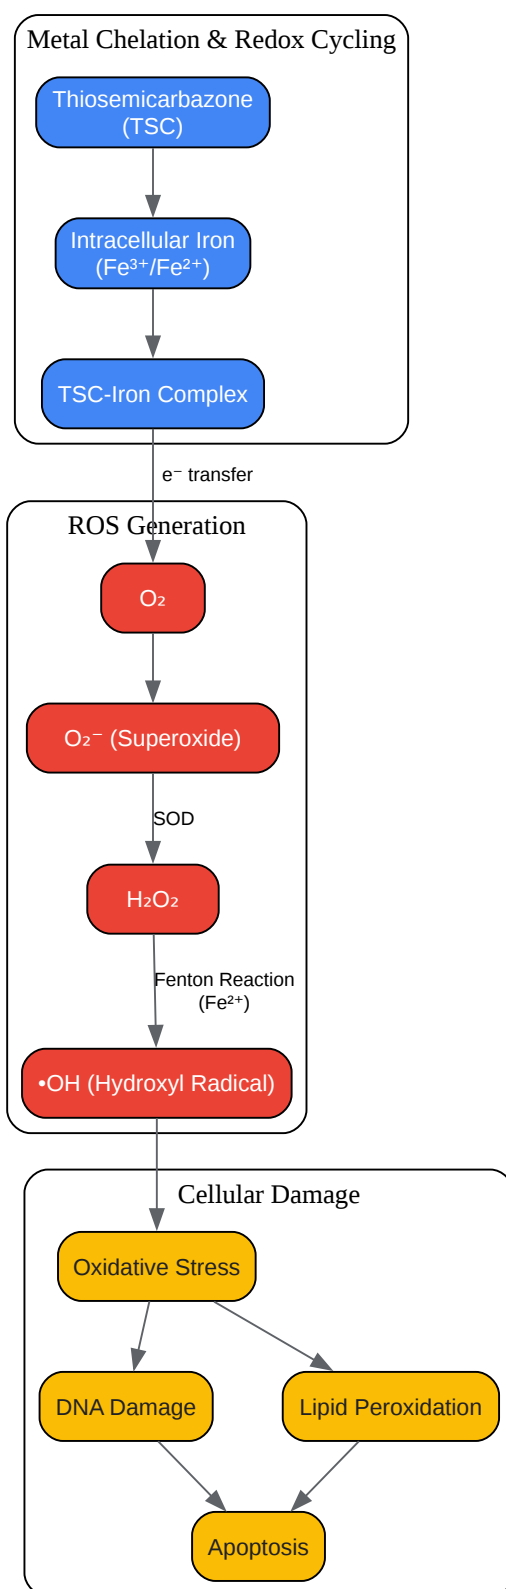 Metal Chelation & Redox Cycling
Thiosemicarbazone
(TSC)
Intracellular Iron
(Fe³⁺/Fe²⁺)
TSC-Iron Complex
e⁻ transfer
ROS Generation
O₂
O₂⁻ (Superoxide)
SOD
H₂O₂
Fenton Reaction
(Fe²⁺)
•OH (Hydroxyl Radical)
Cellular Damage
Oxidative Stress
DNA Damage
Lipid Peroxidation
Apoptosis